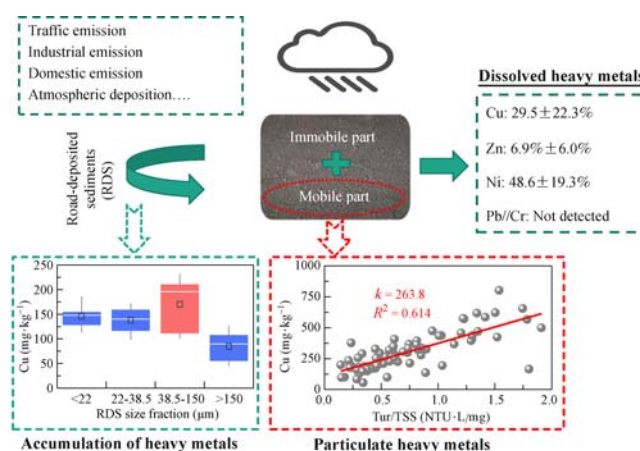 Traffic emission
Industrial emission
Domestic emission
Atmospheric deposition....
Dissolved heavy metals
Cu: 29.5±22.3%
Zn: 6.9%±6.0%
Ni: 48.6±19.3%
Pb//Cr: Not detected
Road-deposited
sediments
(RDS)
Immobile part
Mobile part
Cu (mg·kg⁻¹)
250
200
150
100
50
0
<22
22-38.5
38.5-150
>150
RDS size fraction (μm)
Accumulation of heavy metals
Cu (mg·kg⁻¹)
1000
750
500
250
0
k = 263.8
R² = 0.614
0.0
0.5
1.0
1.5
2.0
Tur/TSS (NTU·L/mg)
Particulate heavy metals